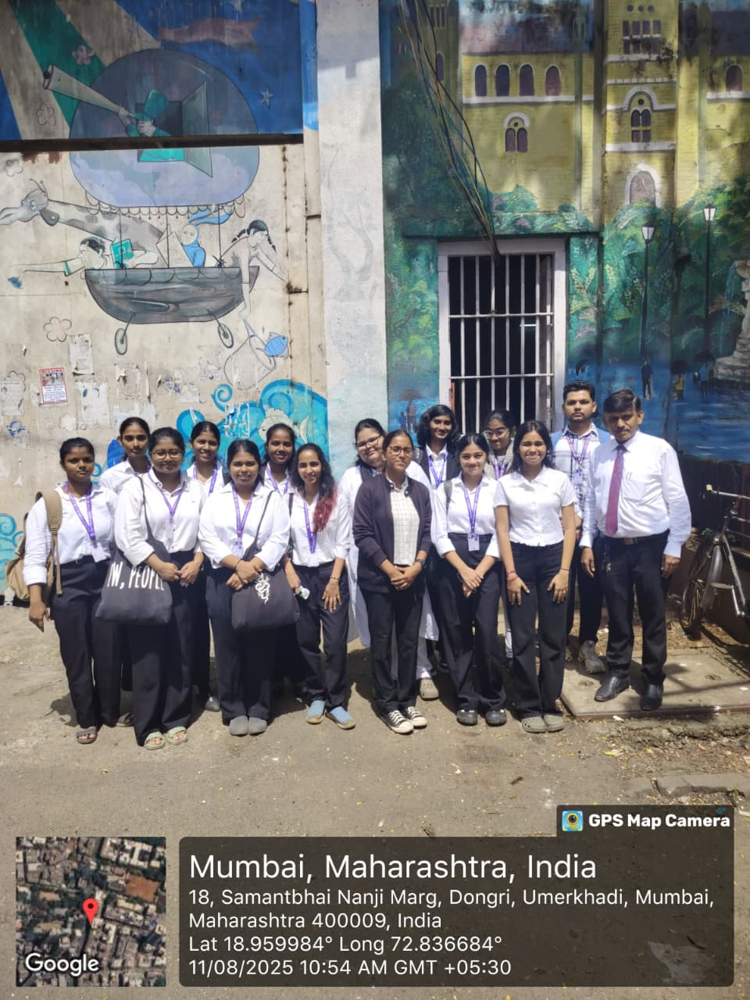 MISSING
W, PEOPLE
GPS Map Camera
Mumbai, Maharashtra, India
18, Samantbhai Nanji Marg, Dongri, Umerkhadi, Mumbai,
Maharashtra 400009, India
Lat 18.959984° Long 72.836684°
11/08/2025 10:54 AM GMT +05:30
Google